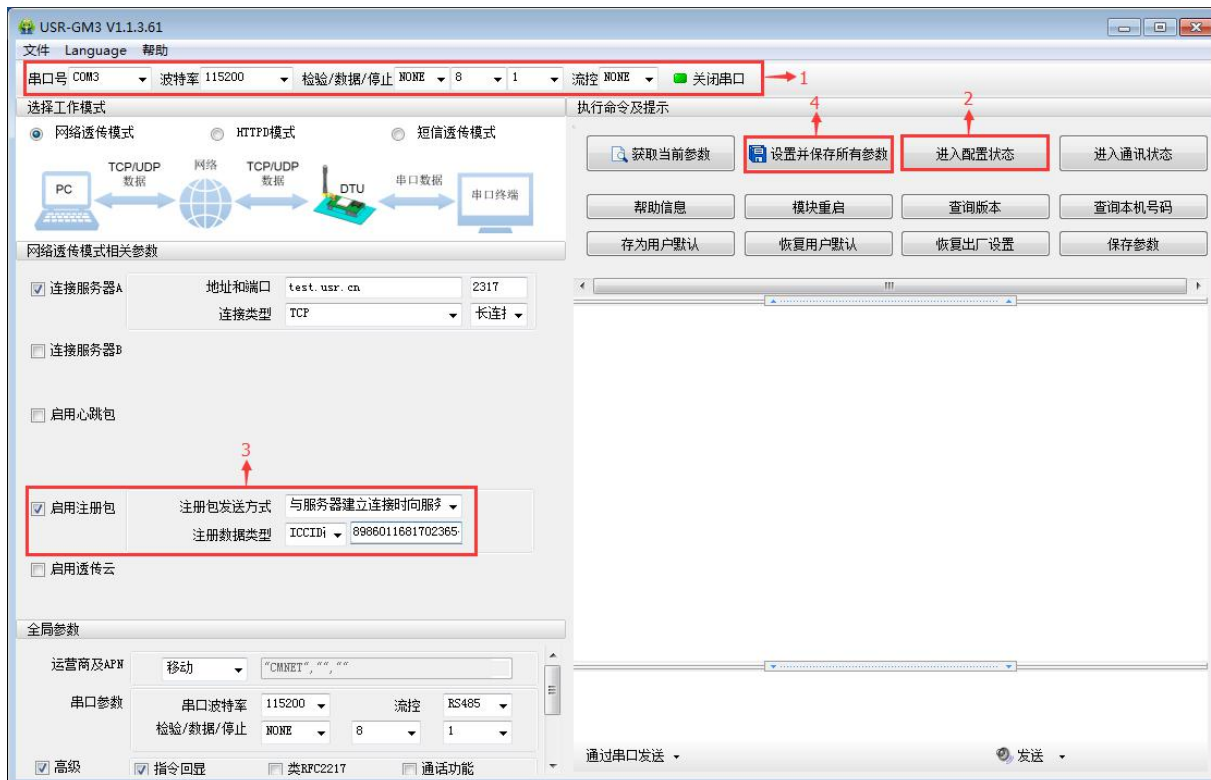 USR-GM3 V1.1.3.61
文件 Language 帮助
串口号 COM3 波特率 115200 检验/数据/停止 NONE 8 1 流控 NONE 关闭串口 1
选择工作模式
网络透传模式 HTTPD模式 短信透传模式
PC TCP/UDP 数据 网络 TCP/UDP 数据 DTU 串口数据 串口终端
网络透传模式相关参数
连接服务器A 地址和端口 test.usr.cn 2317
连接类型 TCP 长连接
连接服务器B
启用心跳包
3
启用注册包 注册包发送方式 与服务器建立连接时向服务
注册数据类型 ICCID 8986011681702365
启用透传云
全局参数
运营商及APN 移动 "CMNET","",""
串口参数 串口波特率 115200 流控 RS485
检验/数据/停止 NONE 8 1
高级 指令回显 类RFC2217 通话功能
执行命令及提示
4 2
获取当前参数 设置并保存所有参数 进入配置状态 进入通讯状态
帮助信息 模块重启 查询版本 查询本机号码
存为用户默认 恢复用户默认 恢复出厂设置 保存参数
通过串口发送 发送